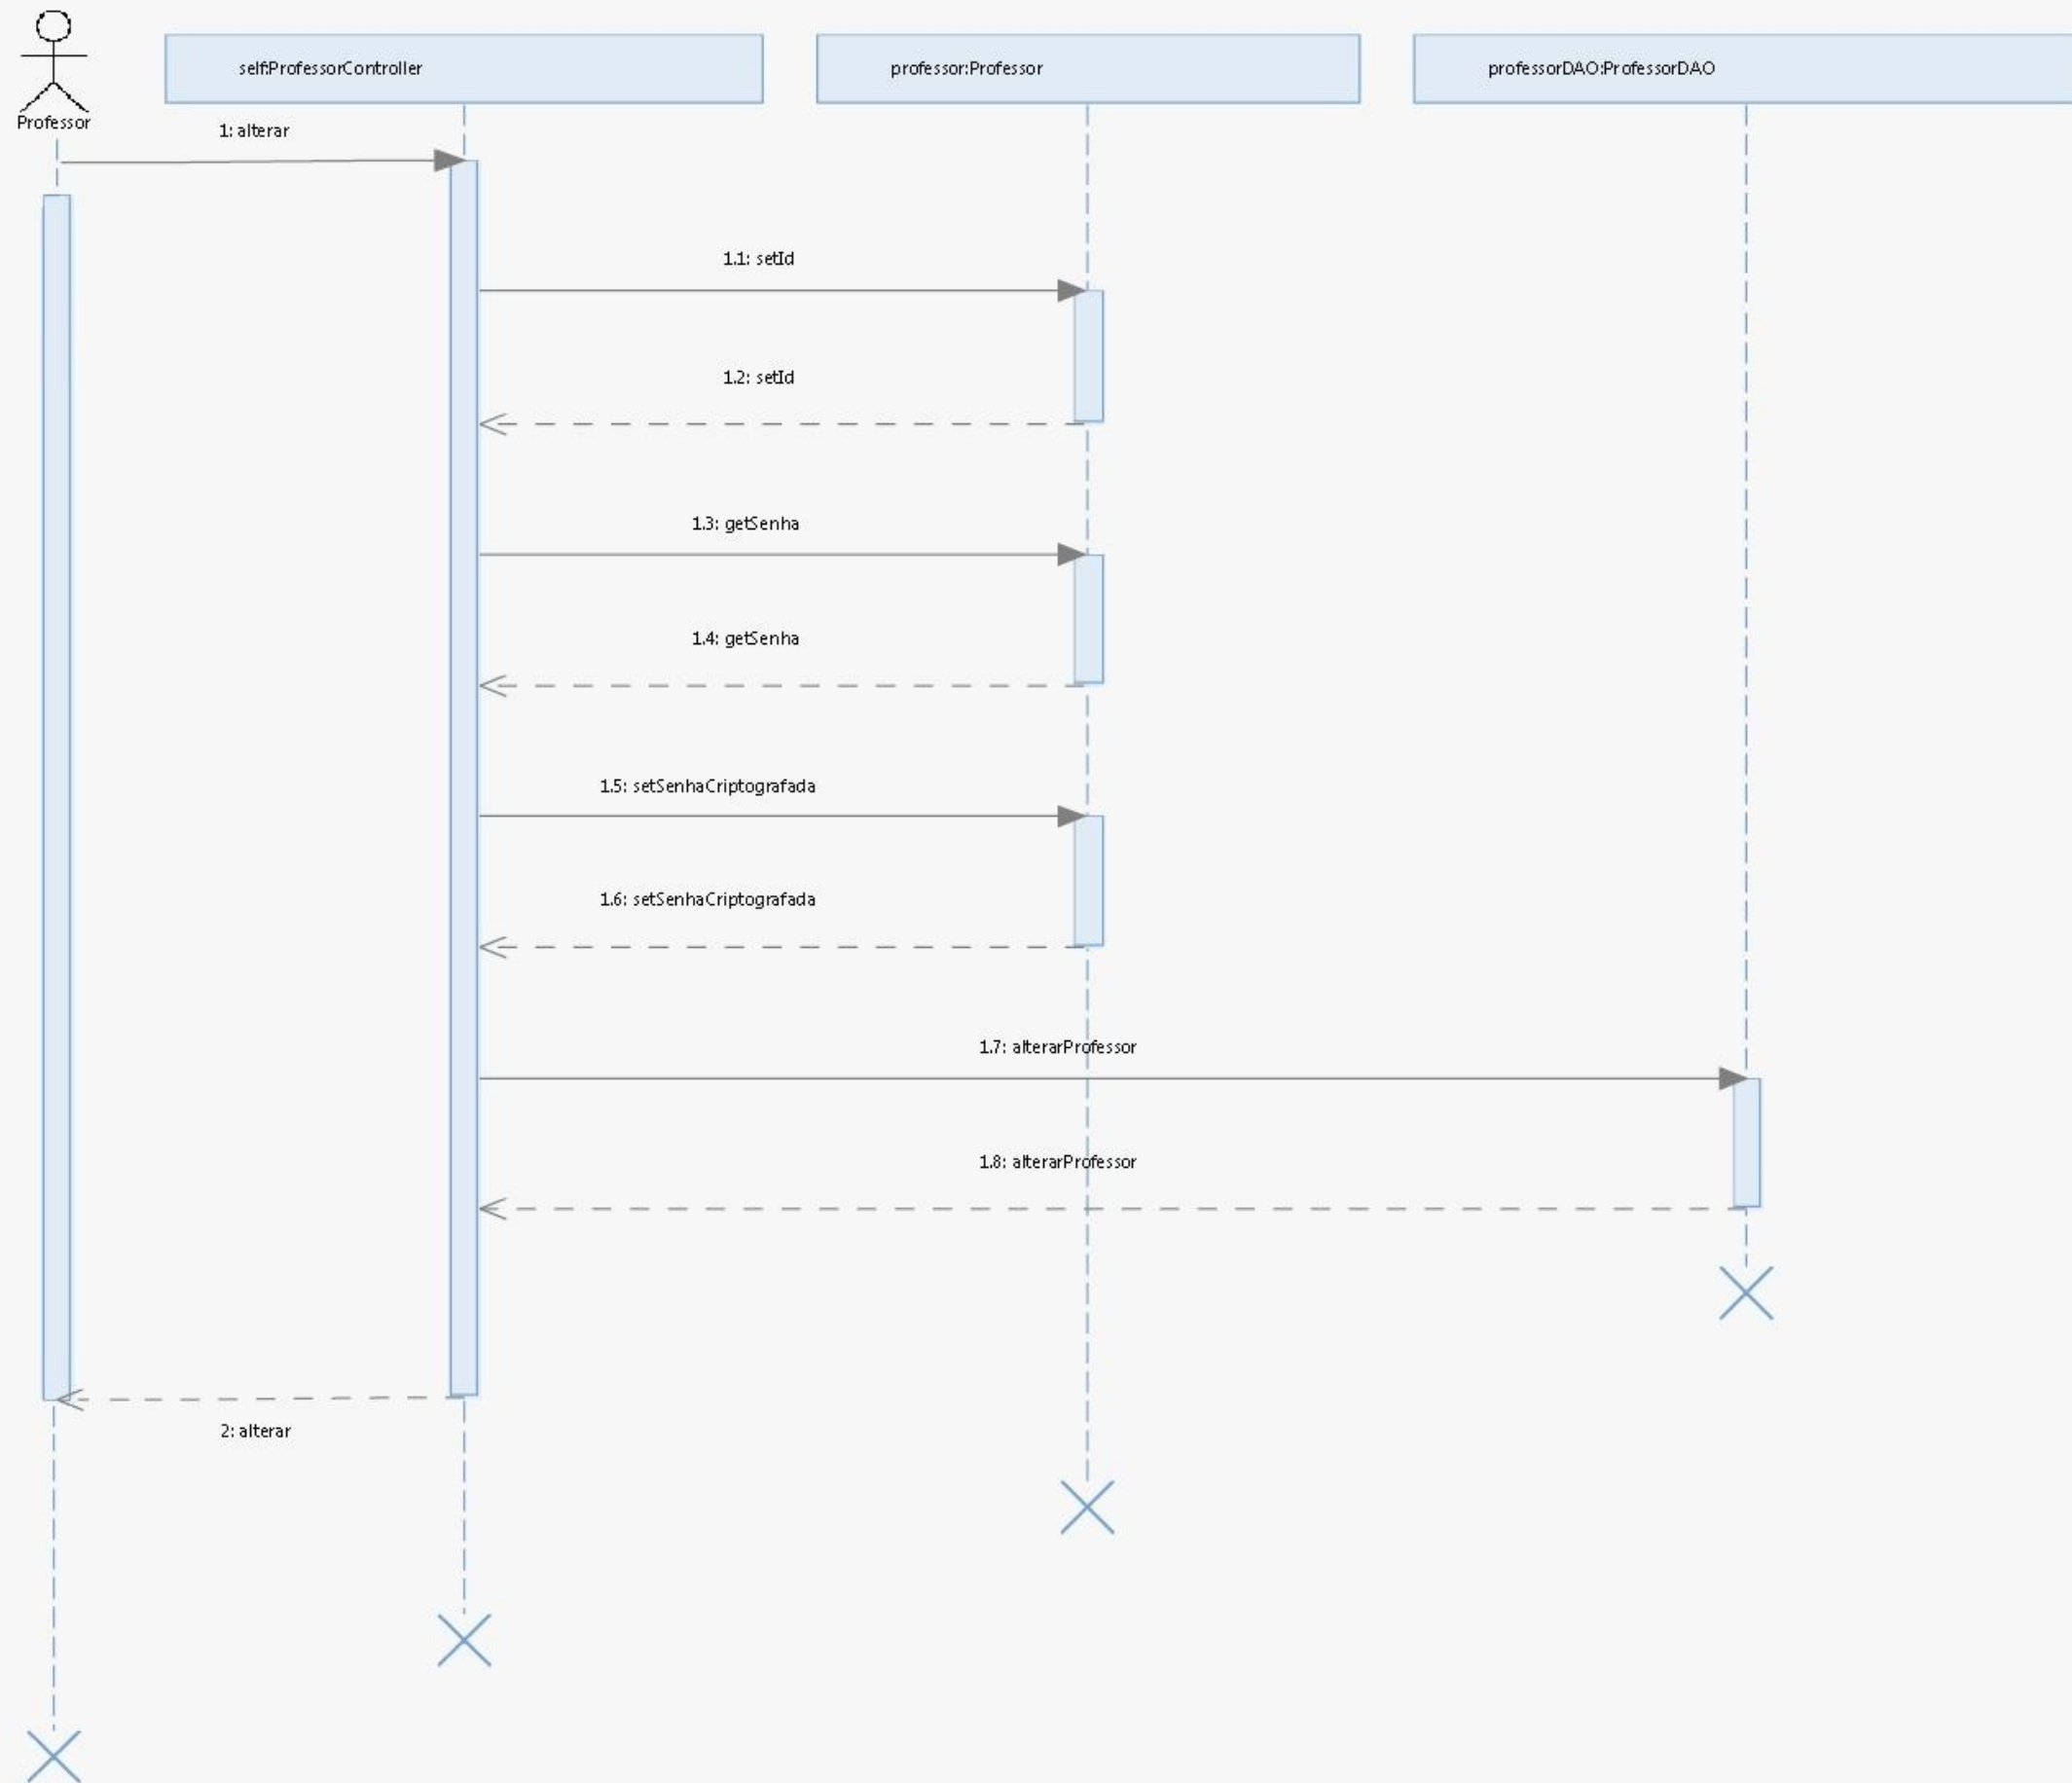 self:ProfessorController
professor:Professor
professorDAO:ProfessorDAO
Professor
1: alterar
1.1: setId
1.2: setId
1.3: getSenha
1.4: getSenha
1.5: setSenhaCriptografada
1.6: setSenhaCriptografada
1.7: alterarProfessor
1.8: alterarProfessor
2: alterar